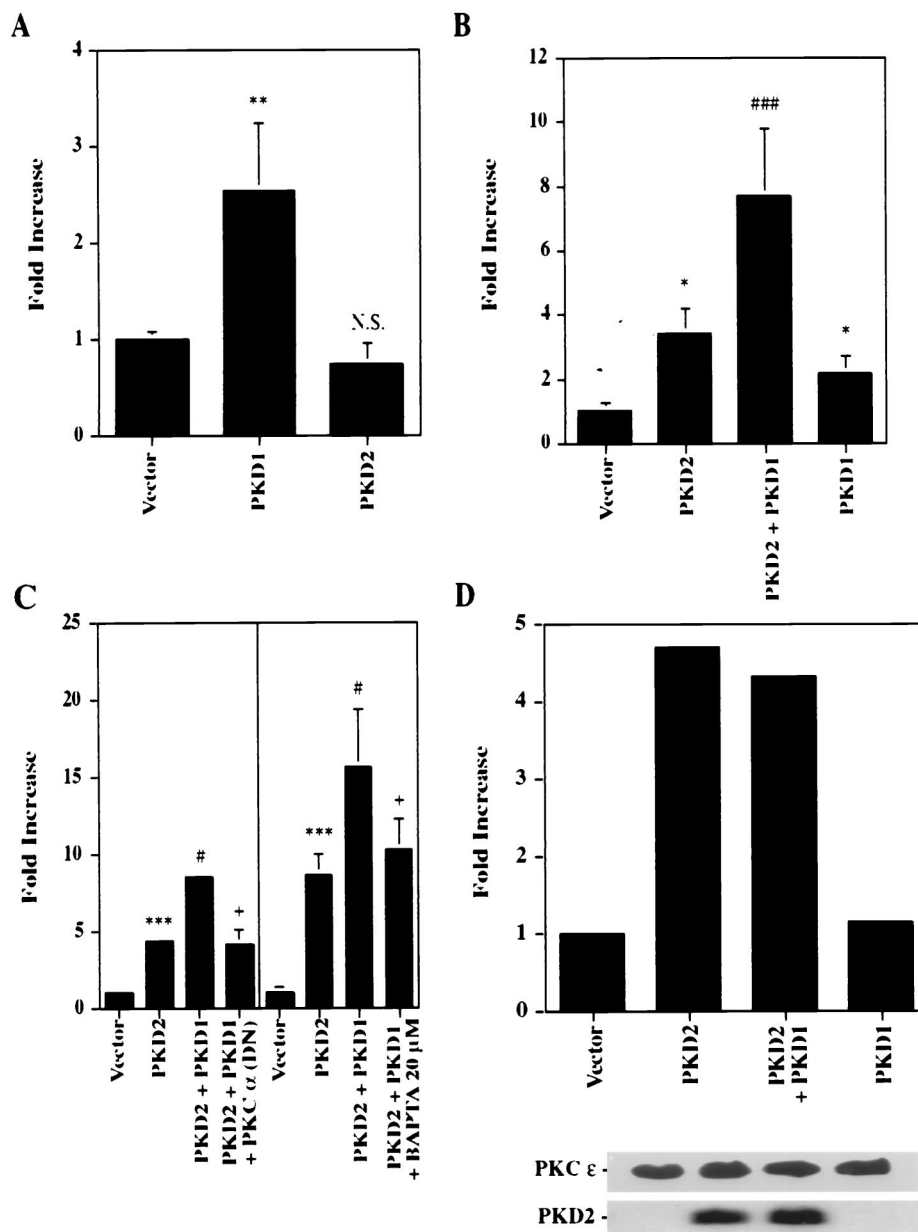 A
Fold Increase
4
3
2
1
0
**
N.S.
Vector
PKD1
PKD2
B
Fold Increase
12
10
8
6
4
2
0
*
###
*
Vector
PKD2
PKD2 + PKD1
PKD1
C
Fold Increase
25
20
15
10
5
0
***
#
+
***
#
+
Vector
PKD2
PKD2 + PKD1
PKD2 + PKD1
+ PKC α (DN)
Vector
PKD2
PKD2 + PKD1
PKD2 + PKD1
+ BAPTA 20 µM
D
Fold Increase
5
4
3
2
1
0
Vector
PKD2
PKD2
+ PKD1
PKD1
PKC ε -
PKD2 -